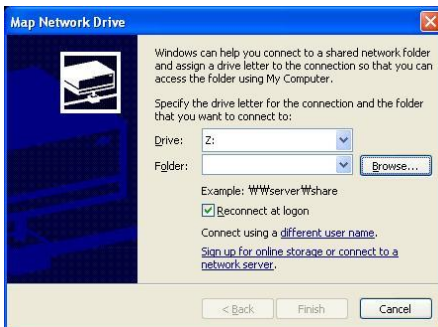 Map Network Drive
Windows can help you connect to a shared network folder
and assign a drive letter to the connection so that you can
access the folder using My Computer.
Specify the drive letter for the connection and the folder
that you want to connect to:
Drive: Z:
Folder: Browse...
Example: ₩₩server₩share
Reconnect at logon
Connect using a different user name.
Sign up for online storage or connect to a
network server.
< Back Finish Cancel